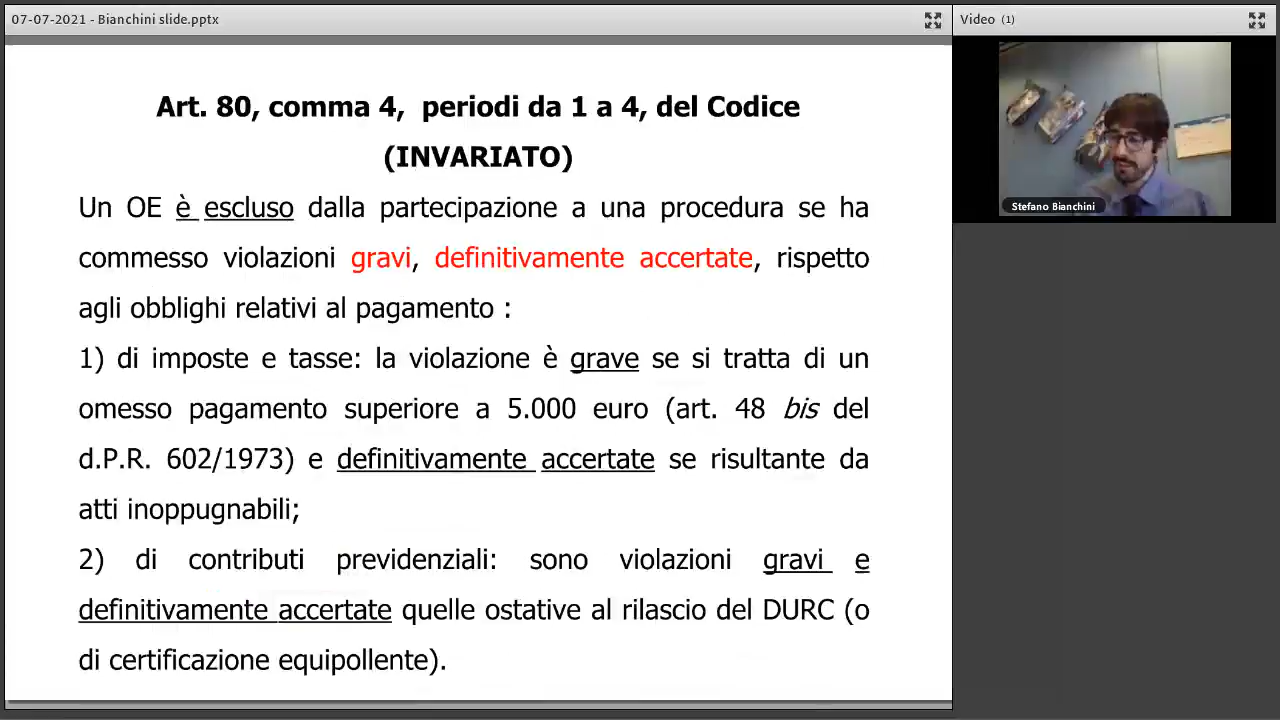 07-07-2021 - Bianchini slide.pptx
Video (1)
Art. 80, comma 4, periodi da 1 a 4, del Codice
(INVARIATO)
Un OE è escluso dalla partecipazione a una procedura se ha
commesso violazioni gravi, definitivamente accertate, rispetto
agli obblighi relativi al pagamento :
1) di imposte e tasse: la violazione è grave se si tratta di un
omesso pagamento superiore a 5.000 euro (art. 48 bis del
d.P.R. 602/1973) e definitivamente accertate se risultante da
atti inoppugnabili;
2) di contributi previdenziali: sono violazioni gravi e
definitivamente accertate quelle ostative al rilascio del DURC (o
di certificazione equipollente).
Stefano Bianchini